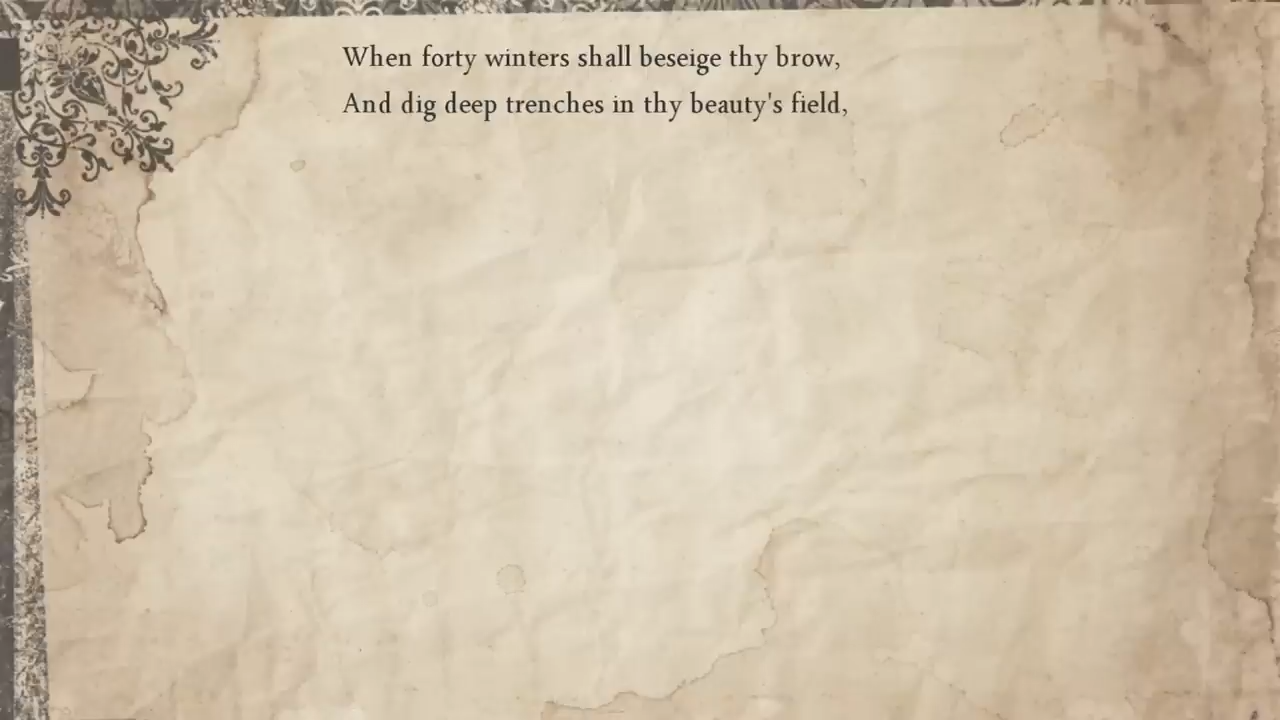 When forty winters shall beseige thy brow,
And dig deep trenches in thy beauty's field,